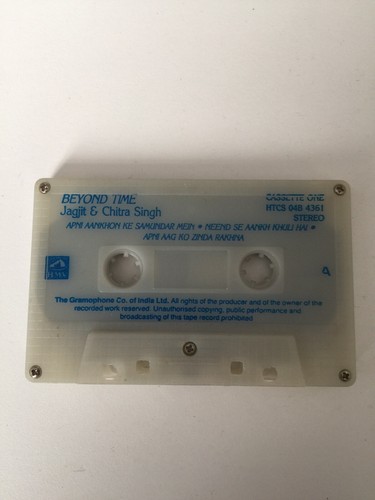 BEYOND TIME
Jagjit & Chitra Singh
CASSETTE ONE
HTCS 04B 4361
STEREO
APNI AANKHON KE SAMUNDAR MEIN • NEEND SE AANKH KHULI HAI •
APNI AAG KO ZINDA RAKHNA
HMV
The Gramophone Co. of India Ltd. All rights of the producer and of the owner of the
recorded work reserved. Unauthorised copying, public performance and
broadcasting of this tape record prohibited